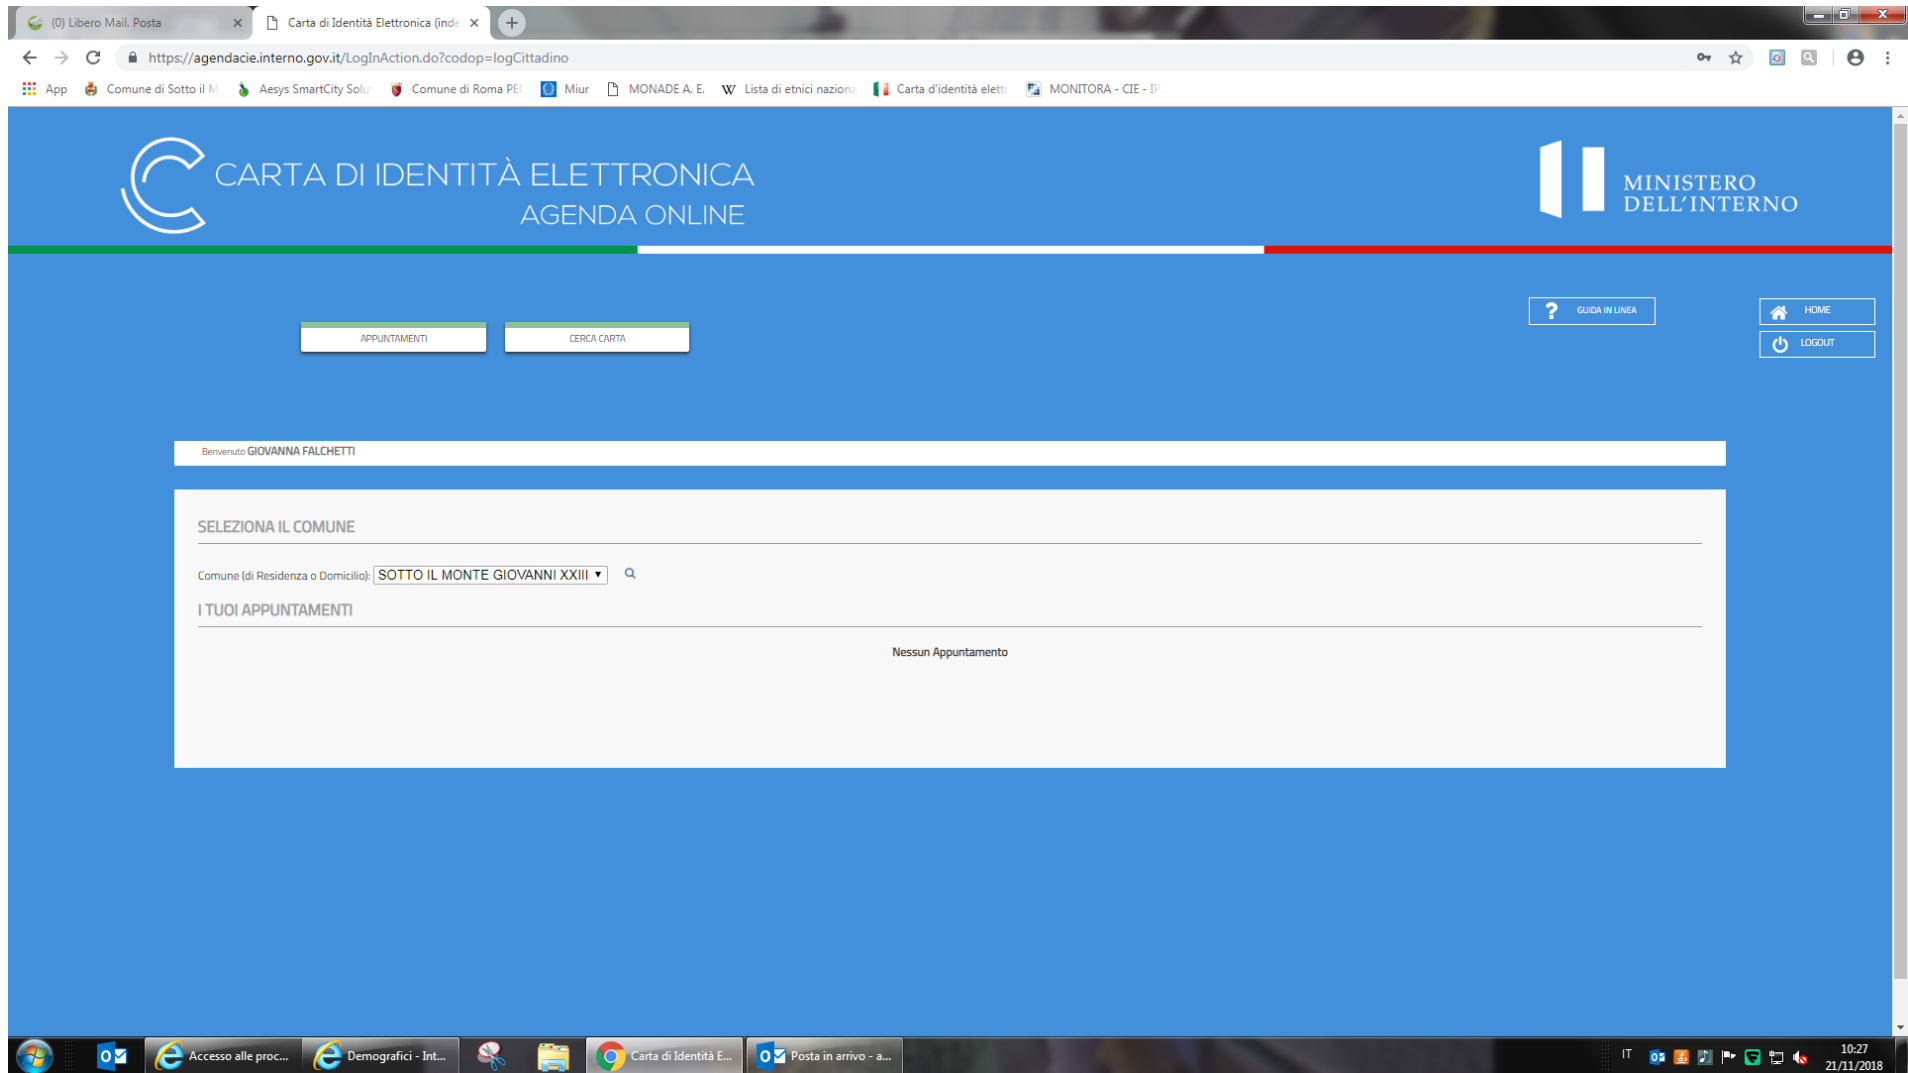 (0) Libero Mail. Posta
Carta di Identità Elettronica (inde
https://agendacie.interno.gov.it/LogInAction.do?codop=logCittadino
App
Comune di Sotto il M
Aesys SmartCity Solu
Comune di Roma PEC
Miur
MONADE A. E.
Lista di etnici naziona
Carta d'identità elettr
MONITORA - CIE - IP
CARTA DI IDENTITÀ ELETTRONICA
AGENDA ONLINE
MINISTERO
DELL'INTERNO
APPUNTAMENTI
CERCA CARTA
? GUIDA IN LINEA
HOME
LOGOUT
Benvenuto GIOVANNA FALCHETTI
SELEZIONA IL COMUNE
Comune (di Residenza o Domicilio): SOTTO IL MONTE GIOVANNI XXIII
I TUOI APPUNTAMENTI
Nessun Appuntamento
Accesso alle proc...
Demografici - Int...
Carta di Identità E...
Posta in arrivo - a...
IT
10:27
21/11/2018